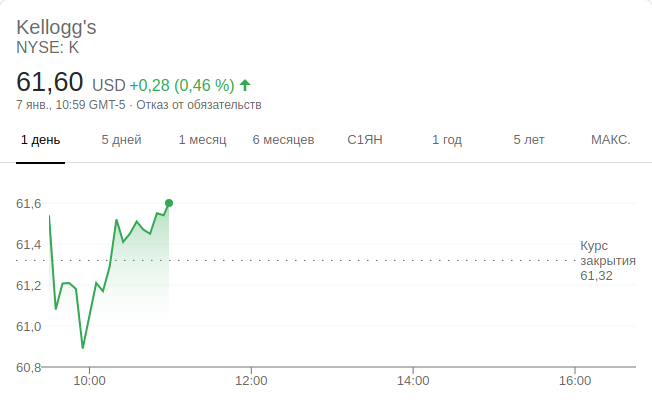 Kellogg's
NYSE: K
61,60 USD +0,28 (0,46 %)
7 янв., 10:59 GMT-5 · Отказ от обязательств
1 день 5 дней 1 месяц 6 месяцев С1ЯН 1 год 5 лет МАКС.
61,6
61,4
Курс
закрытия
61,32
61,2
61,0
60,8
10:00 12:00 14:00 16:00